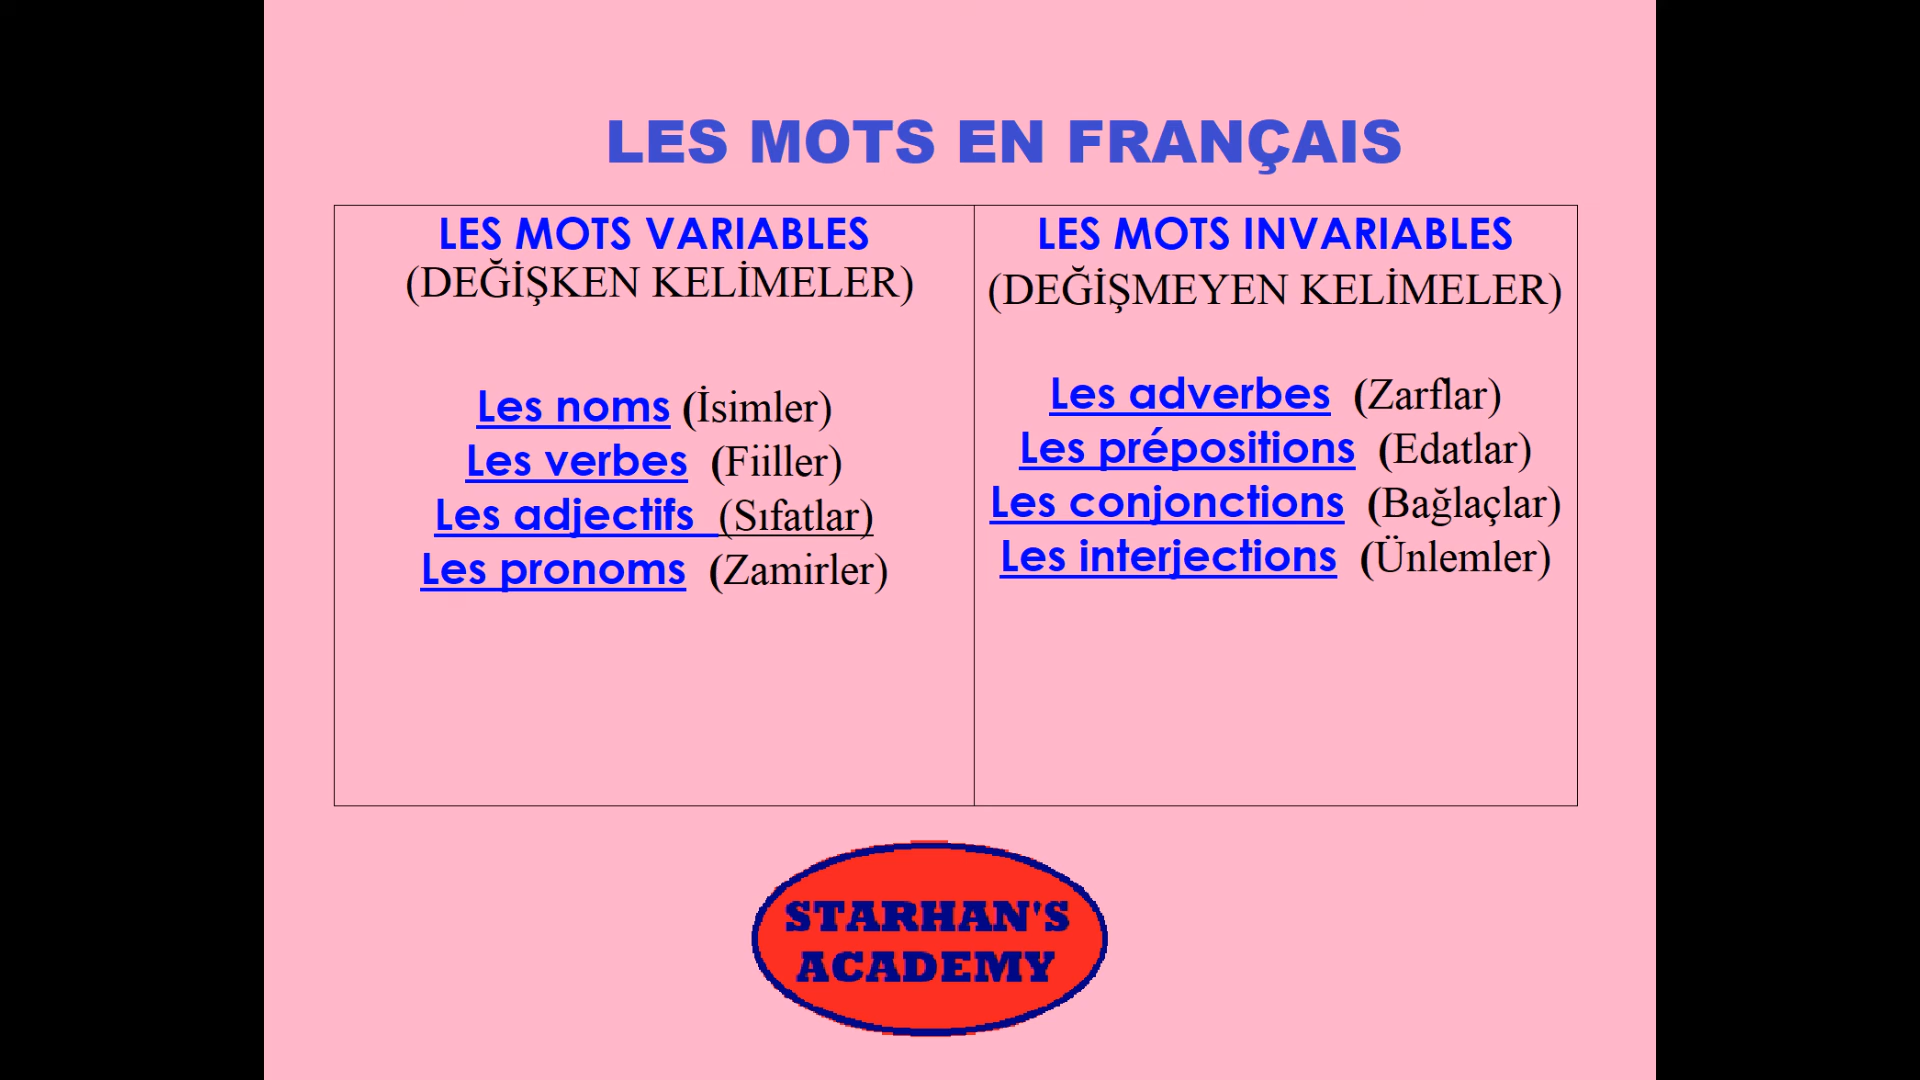 LES MOTS EN FRANÇAIS
LES MOTS VARIABLES
(DEĞİŞKEN KELİMELER)
Les noms (İsimler)
Les verbes (Fiiller)
Les adjectifs (Sıfatlar)
Les pronoms (Zamirler)
LES MOTS INVARIABLES
(DEĞİŞMEYEN KELİMELER)
Les adverbes (Zarflar)
Les prépositions (Edatlar)
Les conjonctions (Bağlaçlar)
Les interjections (Ünlemler)
STARHAN'S
ACADEMY